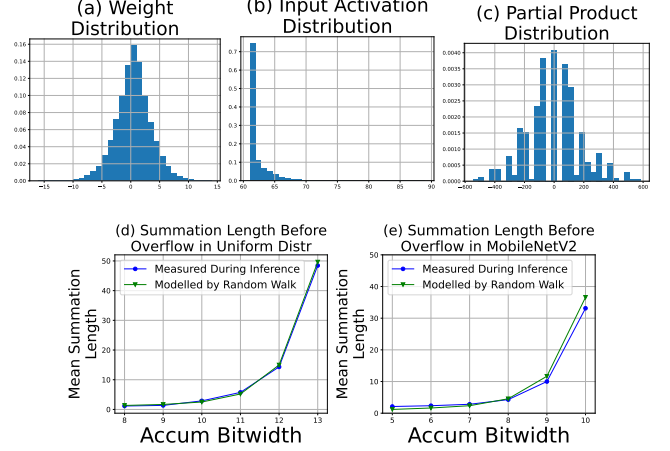 (a) Weight
Distribution
0.16
0.14
0.12
0.10
0.08
0.06
0.04
0.02
0.00
−15 −10 −5 0 5 10 15
(b) Input Activation
Distribution
0.7
0.6
0.5
0.4
0.3
0.2
0.1
0.0
60 65 70 75 80 85 90
(c) Partial Product
Distribution
0.0040
0.0035
0.0030
0.0025
0.0020
0.0015
0.0010
0.0005
0.0000
−600 −400 −200 0 200 400 600
(d) Summation Length Before
Overflow in Uniform Distr
Measured During Inference
Modelled by Random Walk
Mean Summation
Length
50
40
30
20
10
0
8 9 10 11 12 13
Accum Bitwidth
(e) Summation Length Before
Overflow in MobileNetV2
Measured During Inference
Modelled by Random Walk
Mean Summation
Length
50
40
30
20
10
0
5 6 7 8 9 10
Accum Bitwidth